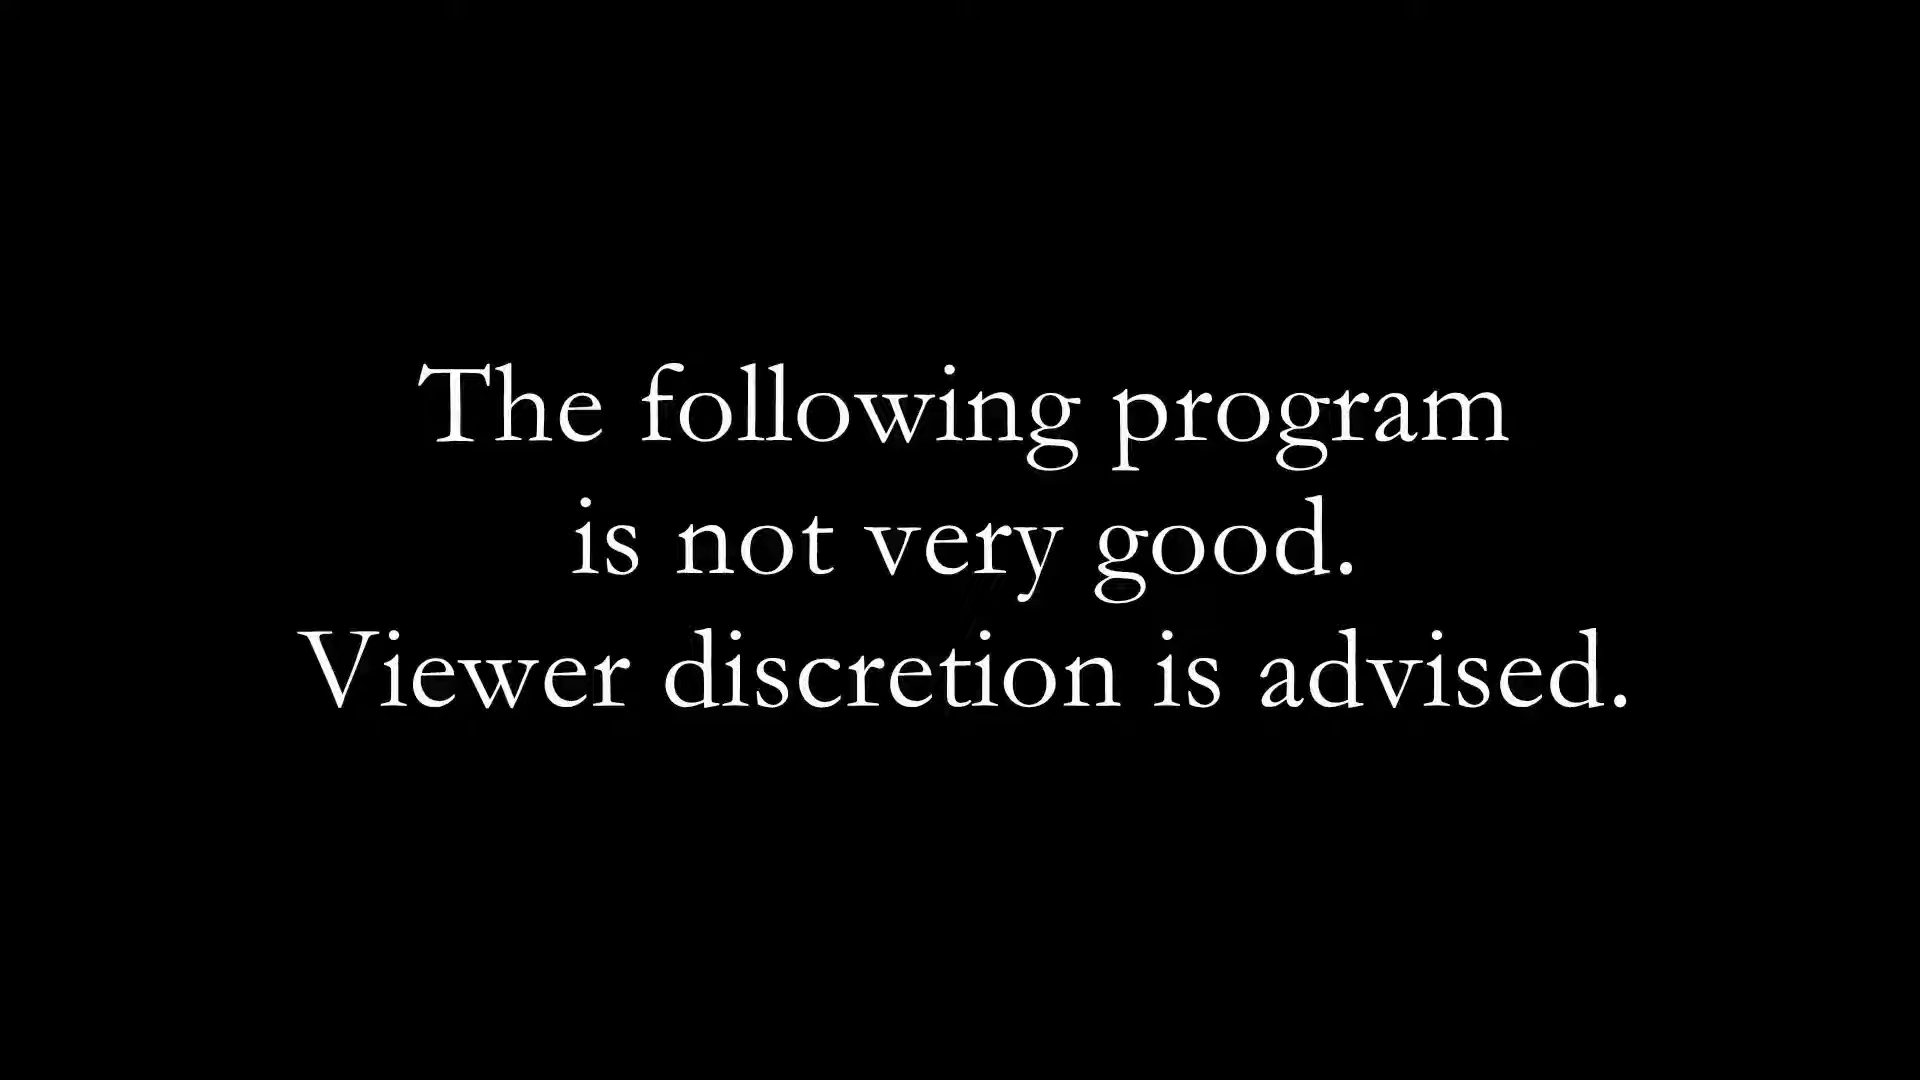 The following program
is not very good.
Viewer discretion is advised.